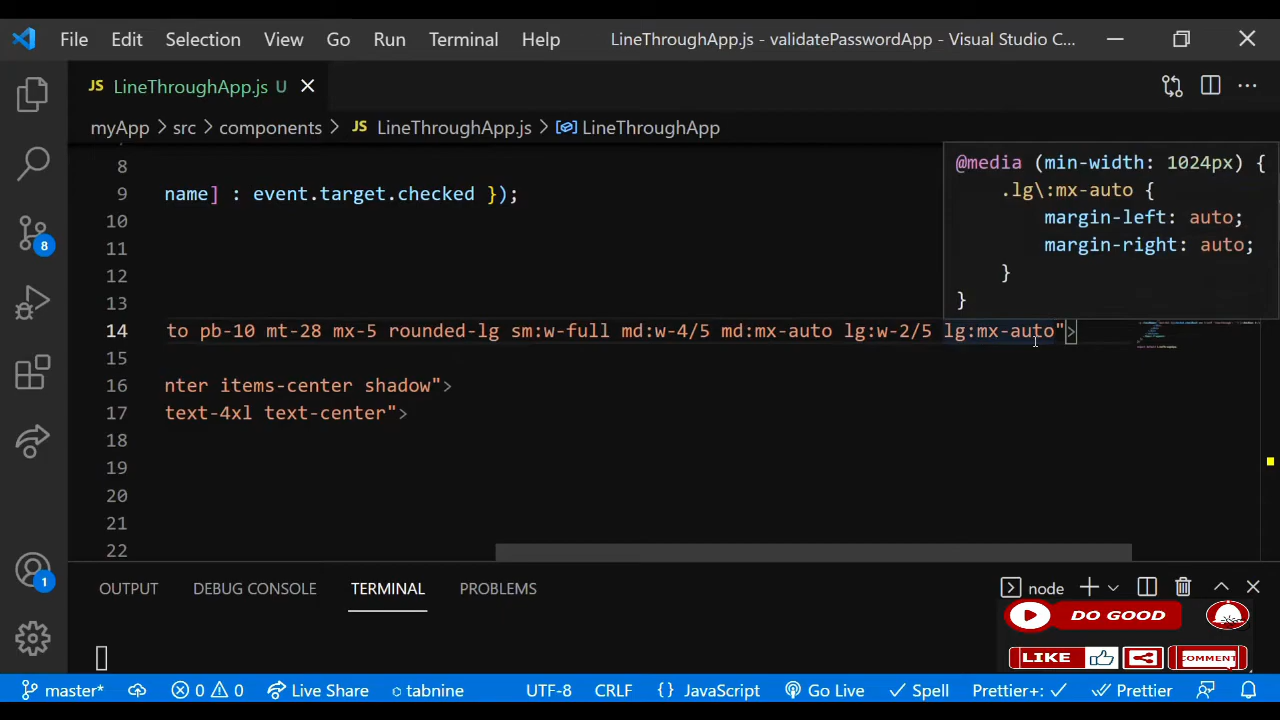 File Edit Selection View Go Run Terminal Help LineThroughApp.js - validatePasswordApp - Visual Studio C...
JS LineThroughApp.js U
myApp > src > components > JS LineThroughApp.js > LineThroughApp
8
9 name] : event.target.checked });
10
11
12
13
14 to pb-10 mt-28 mx-5 rounded-lg sm:w-full md:w-4/5 md:mx-auto lg:w-2/5 lg:mx-auto">
15
16 nter items-center shadow">
17 text-4xl text-center">
18
19
20
21
22
@media (min-width: 1024px) {
.lg\:mx-auto {
margin-left: auto;
margin-right: auto;
}
}
8
1
OUTPUT DEBUG CONSOLE TERMINAL PROBLEMS
node
DO GOOD
LIKE COMMENT
master* 0 0 Live Share tabnine UTF-8 CRLF { } JavaScript Go Live Spell Prettier+: Prettier